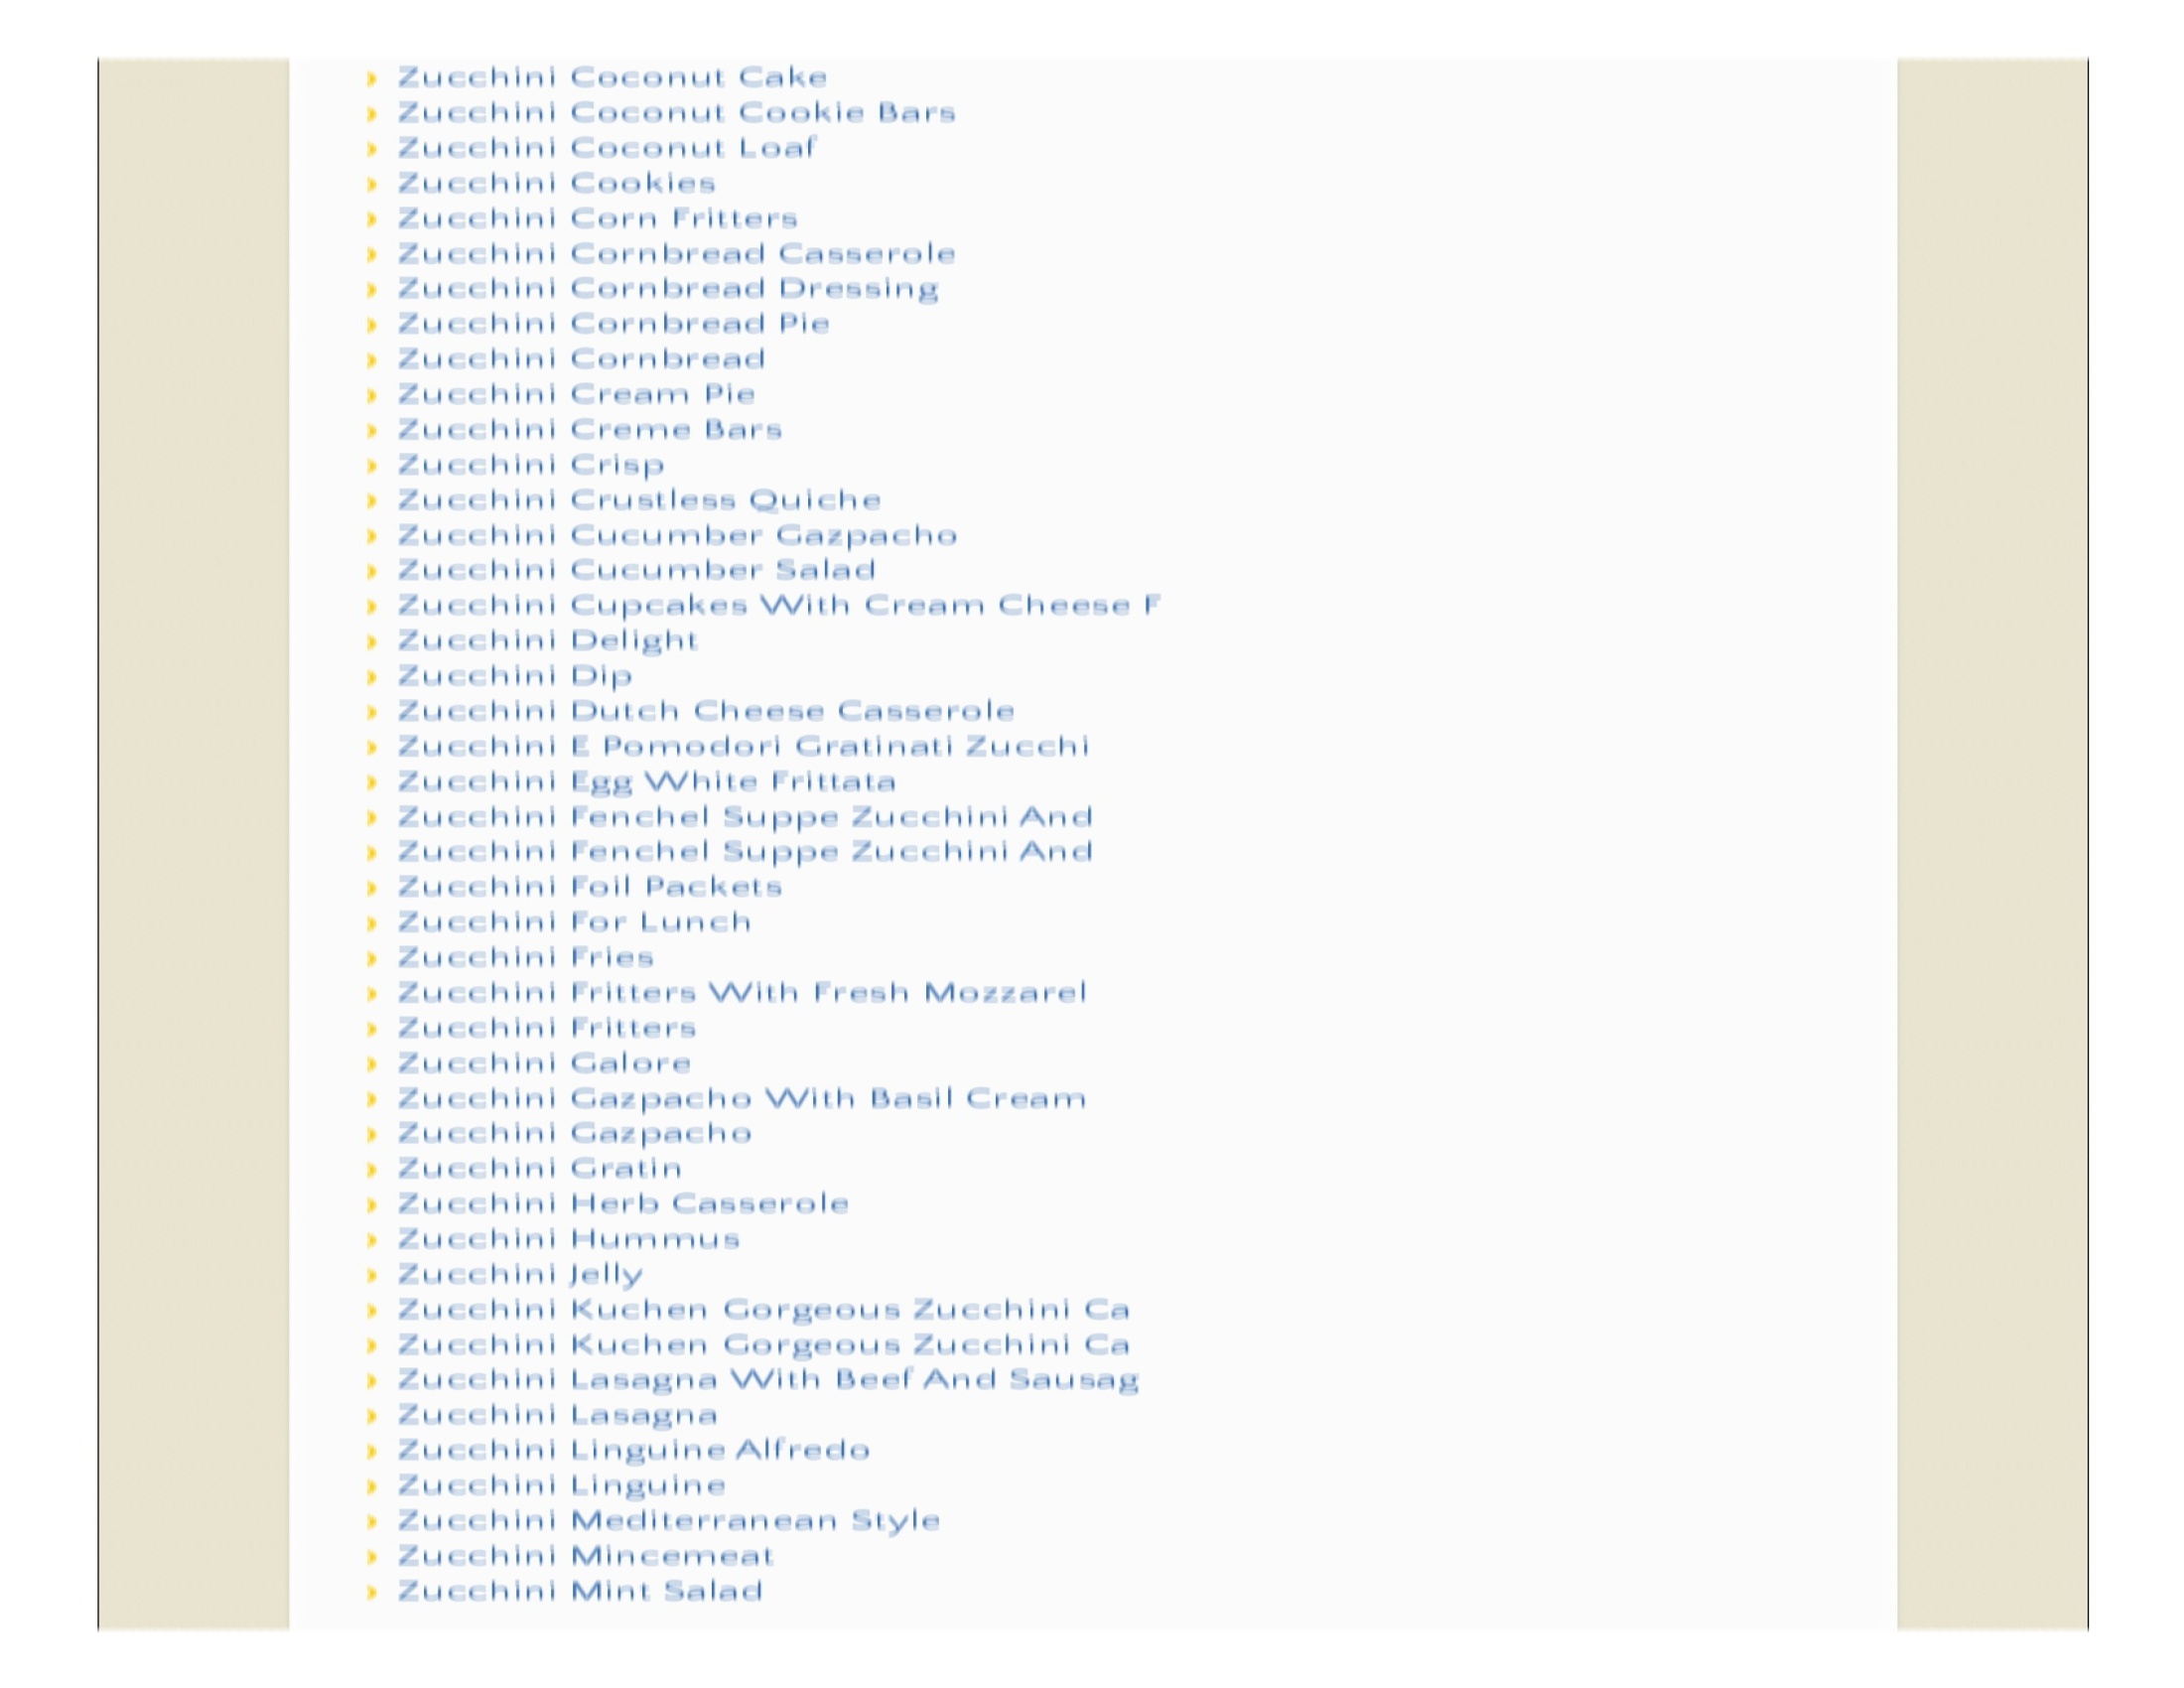 Zucchini Coconut Cake
Zucchini Coconut Cookie Bars
Zucchini Coconut Loaf
Zucchini Cookies
Zucchini Corn Fritters
Zucchini Cornbread Casserole
Zucchini Cornbread Dressing
Zucchini Cornbread Pie
Zucchini Cornbread
Zucchini Cream Pie
Zucchini Creme Bars
Zucchini Crisp
Zucchini Crustless Quiche
Zucchini Cucumber Gazpacho
Zucchini Cucumber Salad
Zucchini Cupcakes With Cream Cheese F
Zucchini Delight
Zucchini Dip
Zucchini Dutch Cheese Casserole
Zucchini E Pomodori Gratinati Zucchi
Zucchini Egg White Frittata
Zucchini Fenchel Suppe Zucchini And
Zucchini Fenchel Suppe Zucchini And
Zucchini Foil Packets
Zucchini For Lunch
Zucchini Fries
Zucchini Fritters With Fresh Mozzarel
Zucchini Fritters
Zucchini Galore
Zucchini Gazpacho With Basil Cream
Zucchini Gazpacho
Zucchini Gratin
Zucchini Herb Casserole
Zucchini Hummus
Zucchini Jelly
Zucchini Kuchen Gorgeous Zucchini Ca
Zucchini Kuchen Gorgeous Zucchini Ca
Zucchini Lasagna With Beef And Sausag
Zucchini Lasagna
Zucchini Linguine Alfredo
Zucchini Linguine
Zucchini Mediterranean Style
Zucchini Mincemeat
Zucchini Mint Salad